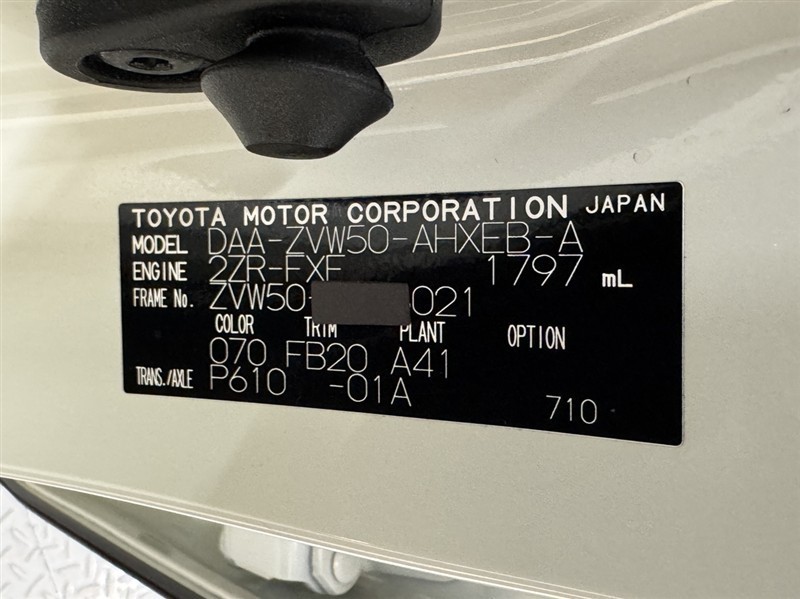 TOYOTA MOTOR CORPORATION JAPAN
MODEL DAA-ZVW50-AHXEB-A
ENGINE 2ZR-FXE 1797 mL
FRAME No. ZVW50- 021
COLOR TRIM PLANT OPTION
070 FB20 A41
TRANS./AXLE P610 -01A
710